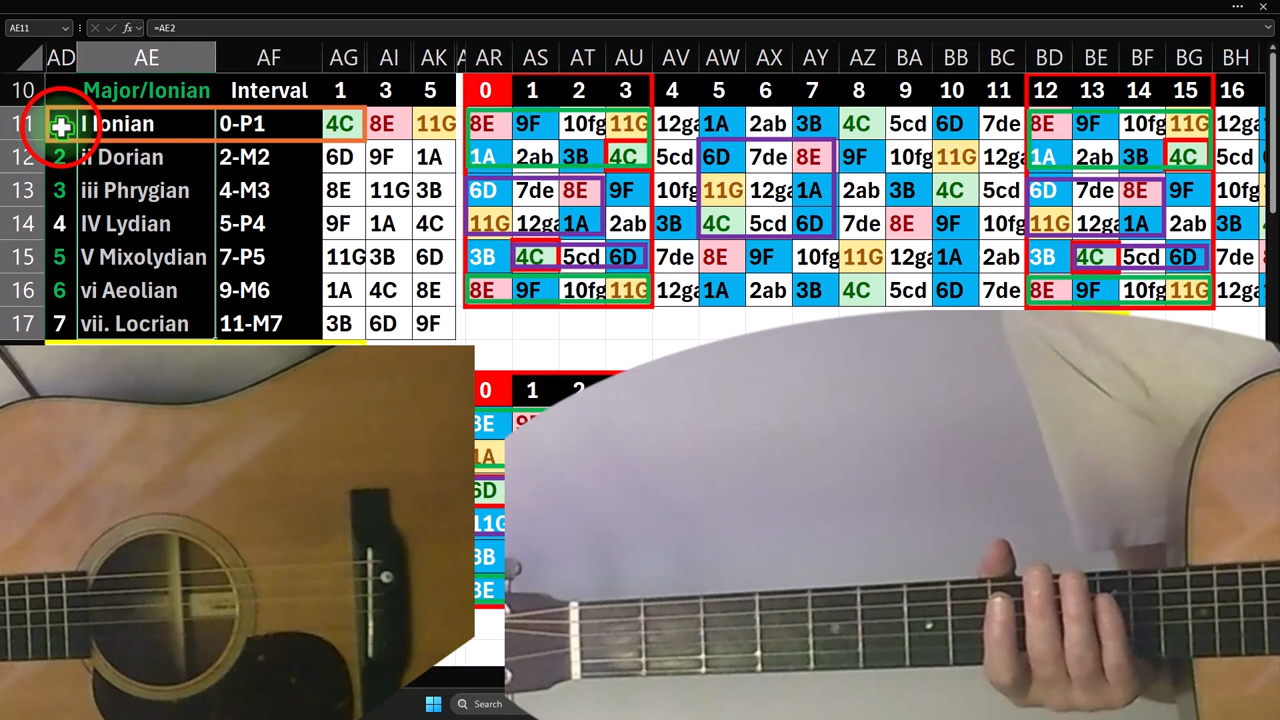 AE11 fx =AE2
AD AE AF AG AI AK AR AS AT AU AV AW AX AY AZ BA BB BC BD BE BF BG BH
10 Major/Ionian Interval 1 3 5 0 1 2 3 4 5 6 7 8 9 10 11 12 13 14 15 16
11 I Ionian 0-P1 4C 8E 11G 8E 9F 10fg 11G 12ga 1A 2ab 3B 4C 5cd 6D 7de 8E 9F 10fg 11G 12ga
12 2 ii Dorian 2-M2 6D 9F 1A 1A 2ab 3B 4C 5cd 6D 7de 8E 9F 10fg 11G 12ga 1A 2ab 3B 4C 5cd
13 3 iii Phrygian 4-M3 8E 11G 3B 6D 7de 8E 9F 10fg 11G 12ga 1A 2ab 3B 4C 5cd 6D 7de 8E 9F 10fg
14 4 IV Lydian 5-P4 9F 1A 4C 11G 12ga 1A 2ab 3B 4C 5cd 6D 7de 8E 9F 10fg 11G 12ga 1A 2ab 3B
15 5 V Mixolydian 7-P5 11G 3B 6D 3B 4C 5cd 6D 7de 8E 9F 10fg 11G 12ga 1A 2ab 3B 4C 5cd 6D 7de
16 6 vi Aeolian 9-M6 1A 4C 8E 8E 9F 10fg 11G 12ga 1A 2ab 3B 4C 5cd 6D 7de 8E 9F 10fg 11G 12ga
17 7 vii. Locrian 11-M7 3B 6D 9F
0 1
1A
6D
11G
Search